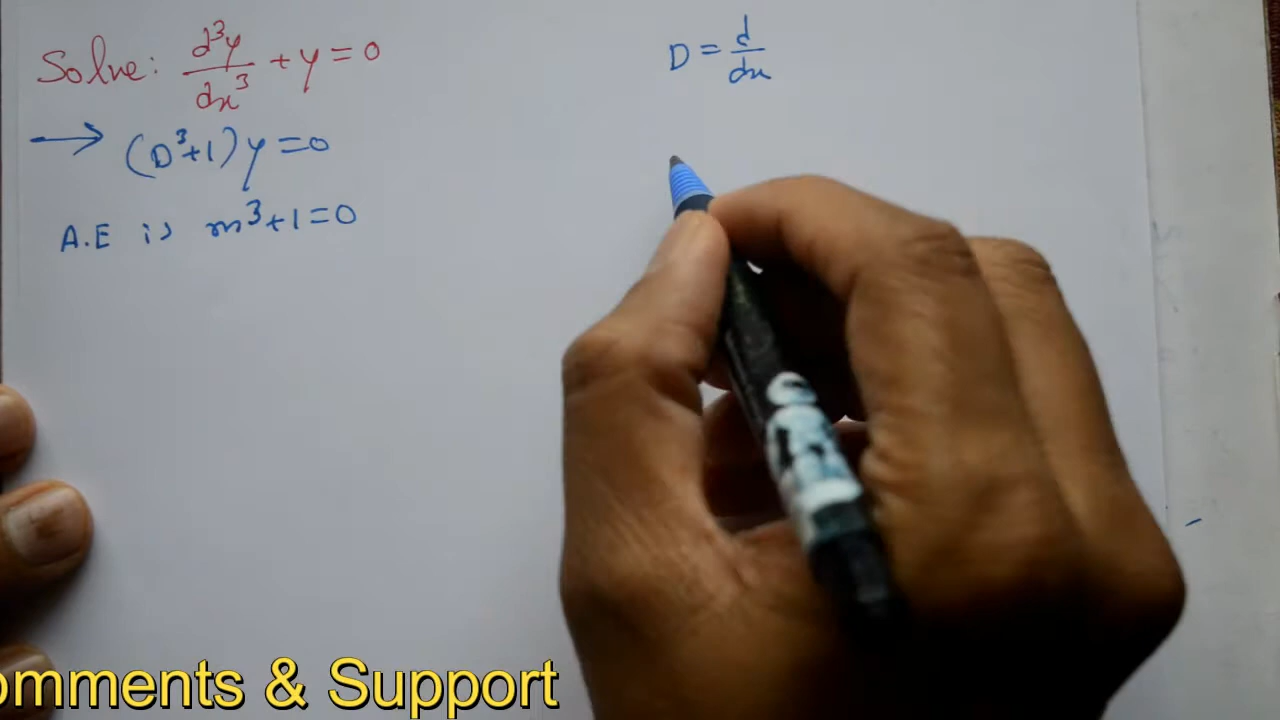 Solve: d³y/dx³ + y = 0
D = d/dx
→ (D³+1)y = 0
A.E is m³+1=0
omments & Support